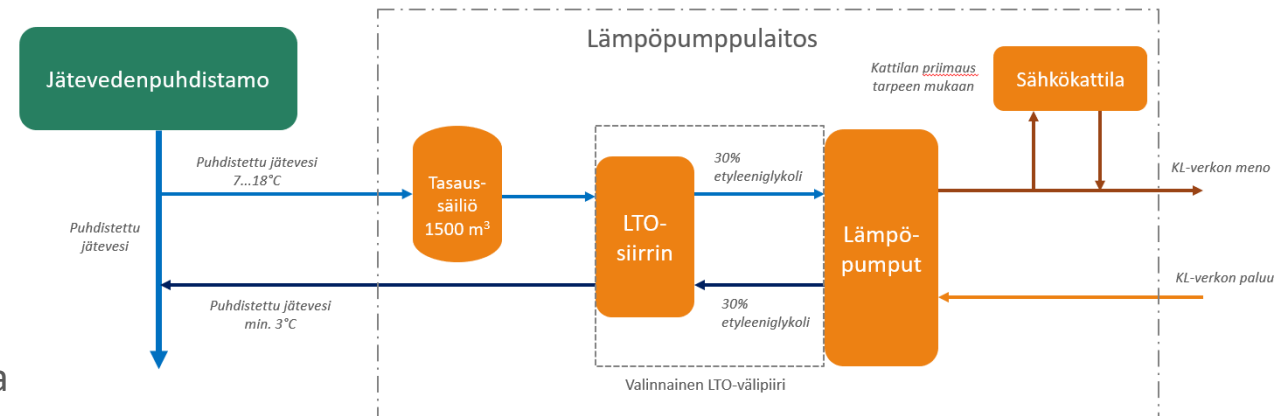 Lämpöpumppulaitos
Jätevedenpuhdistamo
Kattilan priimaus
tarpeen mukaan
Sähkökattila
Puhdistettu jätevesi
7...18°C
Tasaus-
säiliö
1500 m³
30%
etyleeniglykoli
KL-verkon meno
Puhdistettu
jätevesi
LTO-
siirrin
Lämpö-
pumput
KL-verkon paluu
Puhdistettu jätevesi
min. 3°C
30%
etyleeniglykoli
Valinnainen LTO-välipiiri